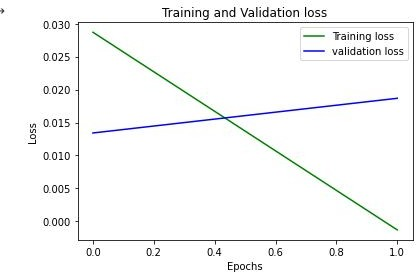 Training and Validation loss
Training loss
validation loss
Loss
0.030
0.025
0.020
0.015
0.010
0.005
0.000
0.0 0.2 0.4 0.6 0.8 1.0
Epochs